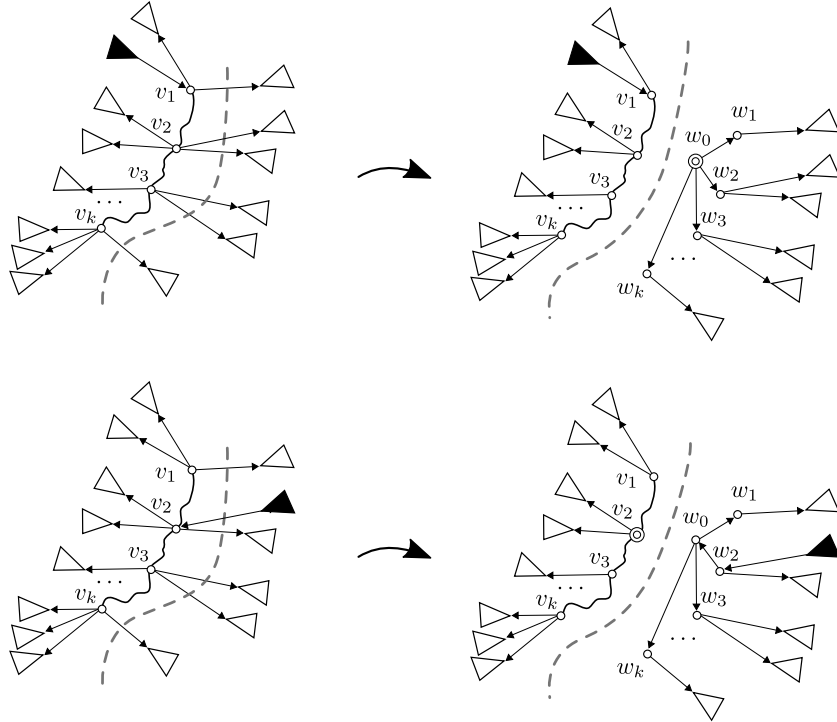 v₁
v₂
v₃
. . .
vₖ
v₁
v₂
v₃
. . .
vₖ
w₀
w₁
w₂
w₃
. . .
wₖ
v₁
v₂
v₃
. . .
vₖ
v₁
v₂
v₃
. . .
vₖ
w₀
w₁
w₂
w₃
. . .
wₖ